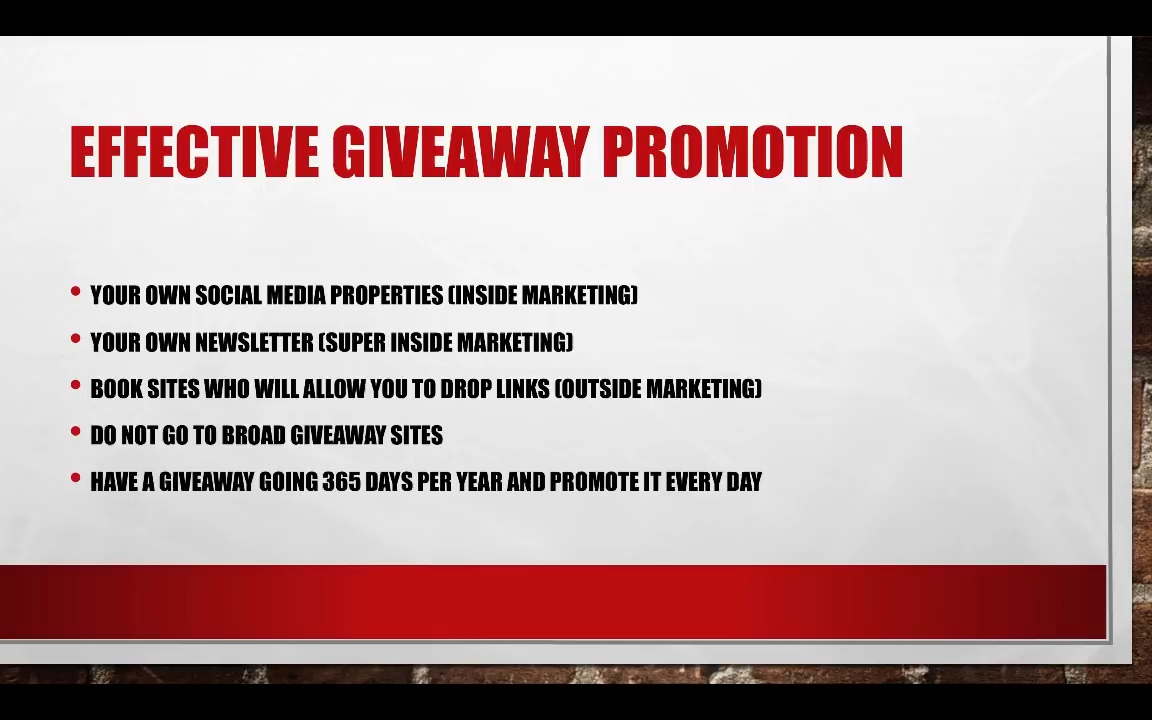 EFFECTIVE GIVEAWAY PROMOTION
• YOUR OWN SOCIAL MEDIA PROPERTIES (INSIDE MARKETING)
• YOUR OWN NEWSLETTER (SUPER INSIDE MARKETING)
• BOOK SITES WHO WILL ALLOW YOU TO DROP LINKS (OUTSIDE MARKETING)
• DO NOT GO TO BROAD GIVEAWAY SITES
• HAVE A GIVEAWAY GOING 365 DAYS PER YEAR AND PROMOTE IT EVERY DAY